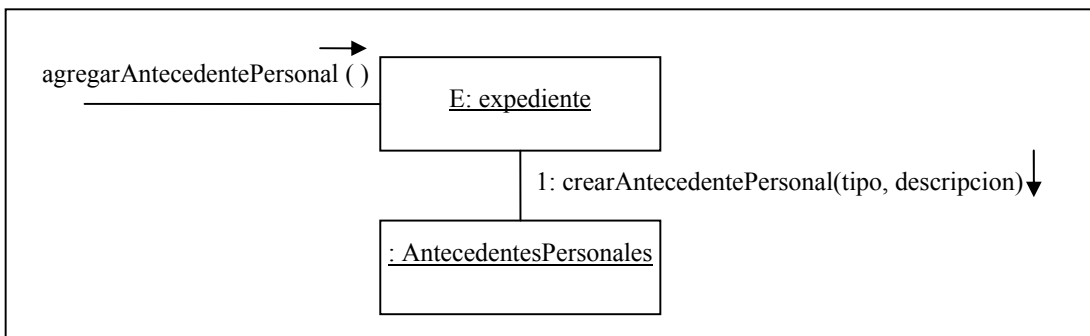 agregarAntecedentePersonal ( )
E: expediente
1: crearAntecedentePersonal(tipo, descripcion)
: AntecedentesPersonales